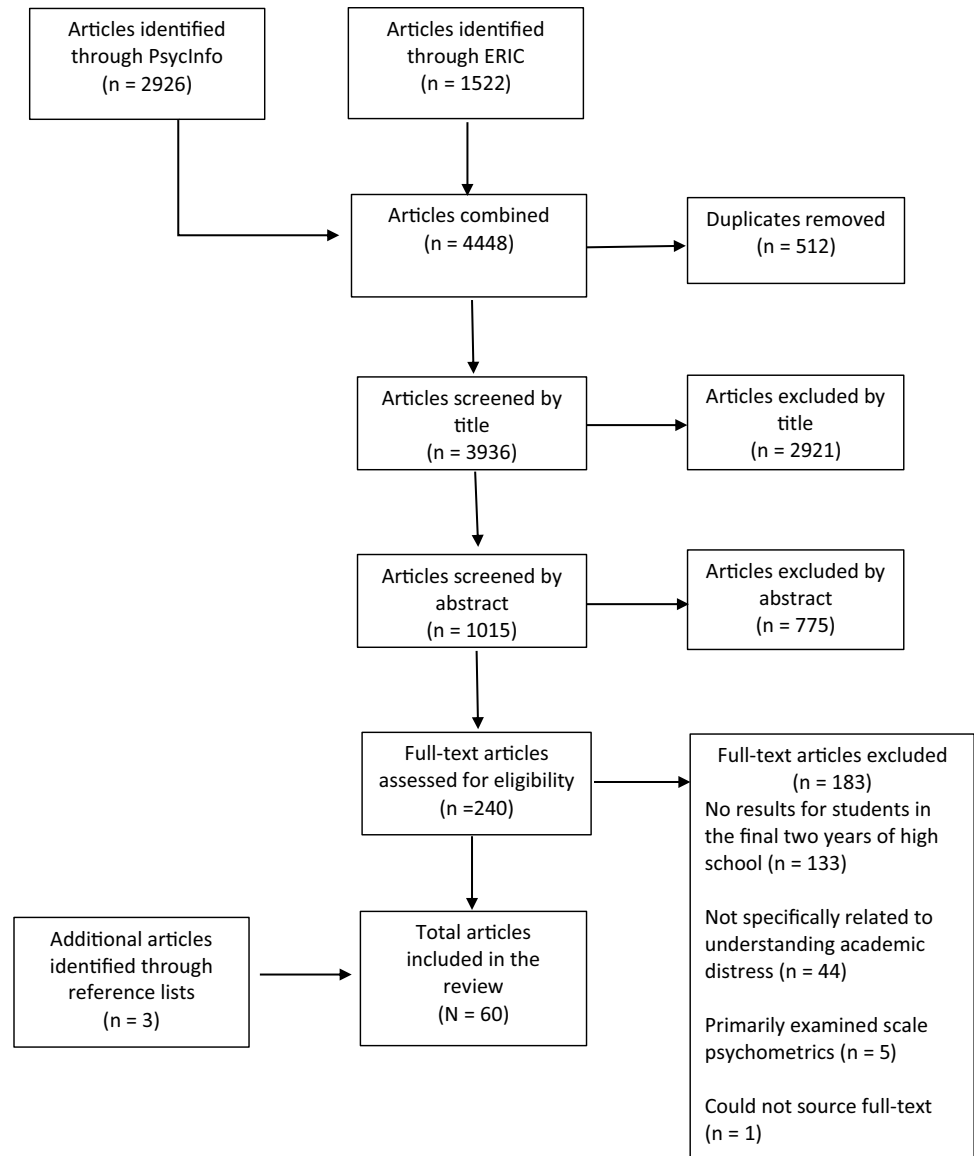 Articles identified
through PsycInfo
(n = 2926)
Articles identified
through ERIC
(n = 1522)
Articles combined
(n = 4448)
Duplicates removed
(n = 512)
Articles screened by
title
(n = 3936)
Articles excluded by
title
(n = 2921)
Articles screened by
abstract
(n = 1015)
Articles excluded by
abstract
(n = 775)
Full-text articles
assessed for eligibility
(n =240)
Full-text articles excluded
(n = 183)
No results for students in
the final two years of high
school (n = 133)
Not specifically related to
understanding academic
distress (n = 44)
Primarily examined scale
psychometrics (n = 5)
Could not source full-text
(n = 1)
Additional articles
identified through
reference lists
(n = 3)
Total articles
included in the
review
(N = 60)